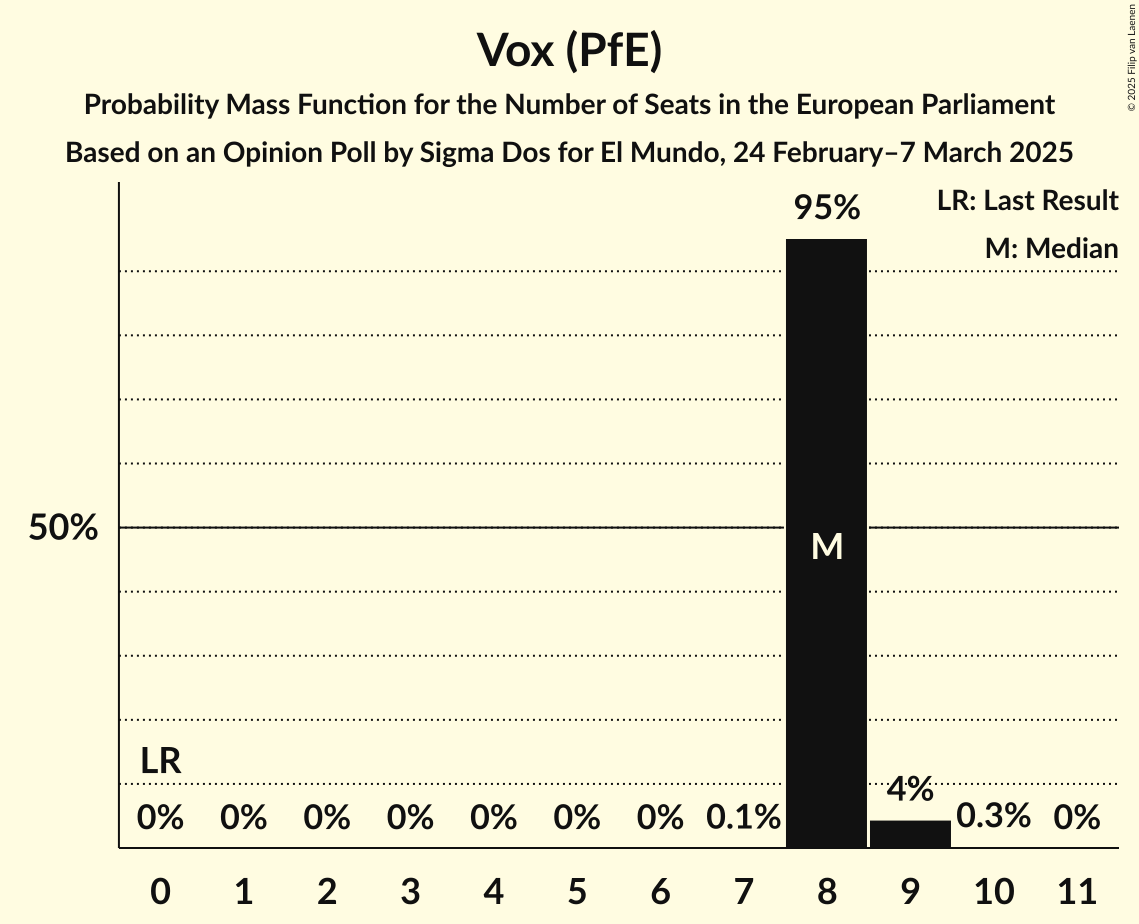 Vox (PfE)
Probability Mass Function for the Number of Seats in the European Parliament
Based on an Opinion Poll by Sigma Dos for El Mundo, 24 February–7 March 2025
© 2025 Filip van Laenen
LR: Last Result
M: Median
95%
50%
M
LR
4%
0% 0% 0% 0% 0% 0% 0% 0.1% 0.3% 0%
0 1 2 3 4 5 6 7 8 9 10 11